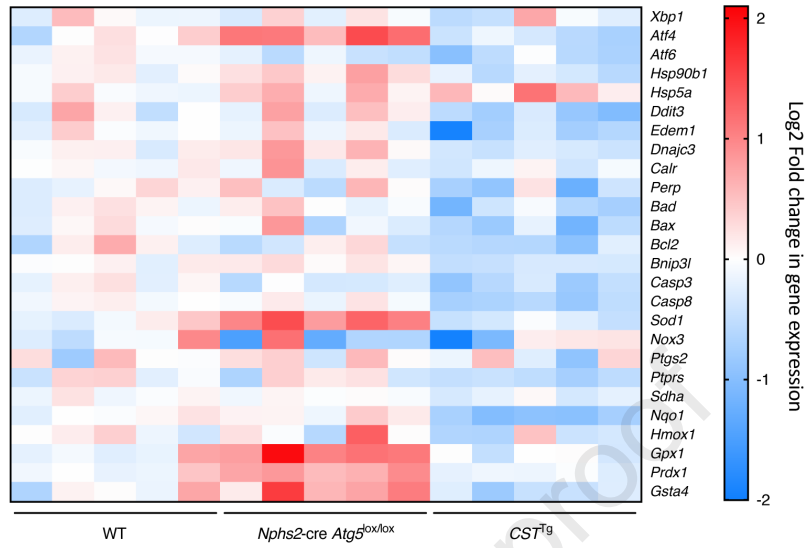 Xbp1
Atf4
Atf6
Hsp90b1
Hsp5a
Ddit3
Edem1
Dnajc3
Calr
Perp
Bad
Bax
Bcl2
Bnip3l
Casp3
Casp8
Sod1
Nox3
Ptgs2
Ptprs
Sdha
Nqo1
Hmox1
Gpx1
Prdx1
Gsta4
WT
Nphs2-cre Atg5lox/lox
CSTTg
2
1
0
-1
-2
Log2 Fold change in gene expression
proof